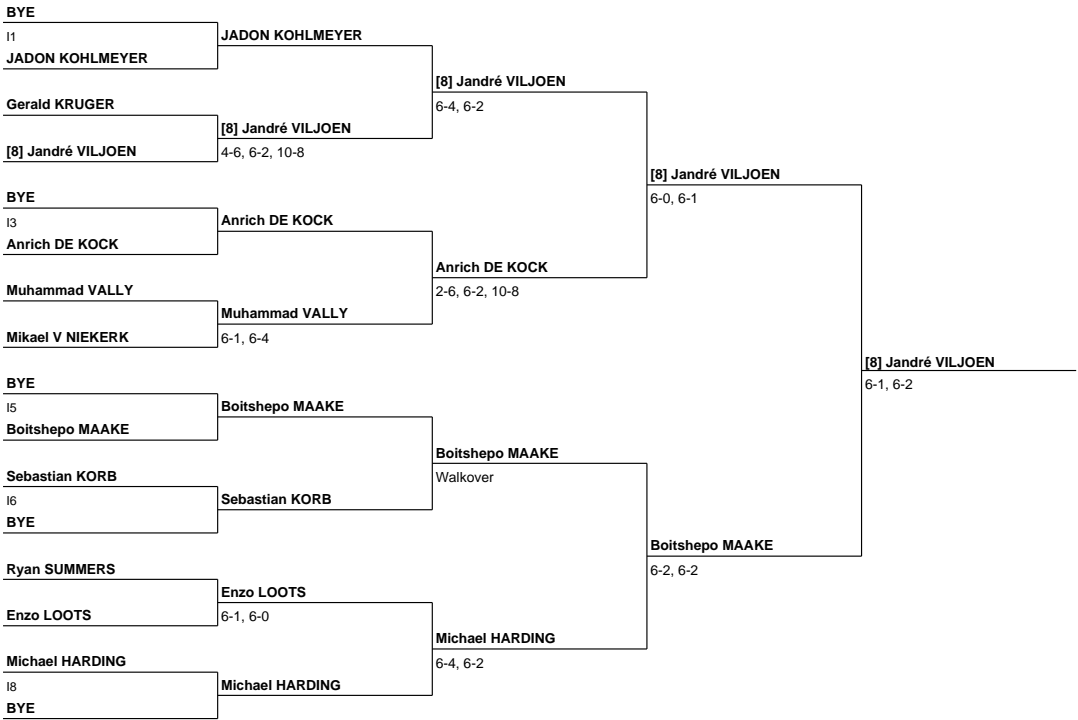 BYE
I1
JADON KOHLMEYER
Gerald KRUGER
[8] Jandré VILJOEN
BYE
I3
Anrich DE KOCK
Muhammad VALLY
Mikael V NIEKERK
BYE
I5
Boitshepo MAAKE
Sebastian KORB
I6
BYE
Ryan SUMMERS
Enzo LOOTS
Michael HARDING
I8
BYE
JADON KOHLMEYER
[8] Jandré VILJOEN
4-6, 6-2, 10-8
Anrich DE KOCK
Muhammad VALLY
6-1, 6-4
Boitshepo MAAKE
Sebastian KORB
Enzo LOOTS
6-1, 6-0
Michael HARDING
[8] Jandré VILJOEN
6-4, 6-2
Anrich DE KOCK
2-6, 6-2, 10-8
Boitshepo MAAKE
Walkover
Michael HARDING
6-4, 6-2
[8] Jandré VILJOEN
6-0, 6-1
Boitshepo MAAKE
6-2, 6-2
[8] Jandré VILJOEN
6-1, 6-2